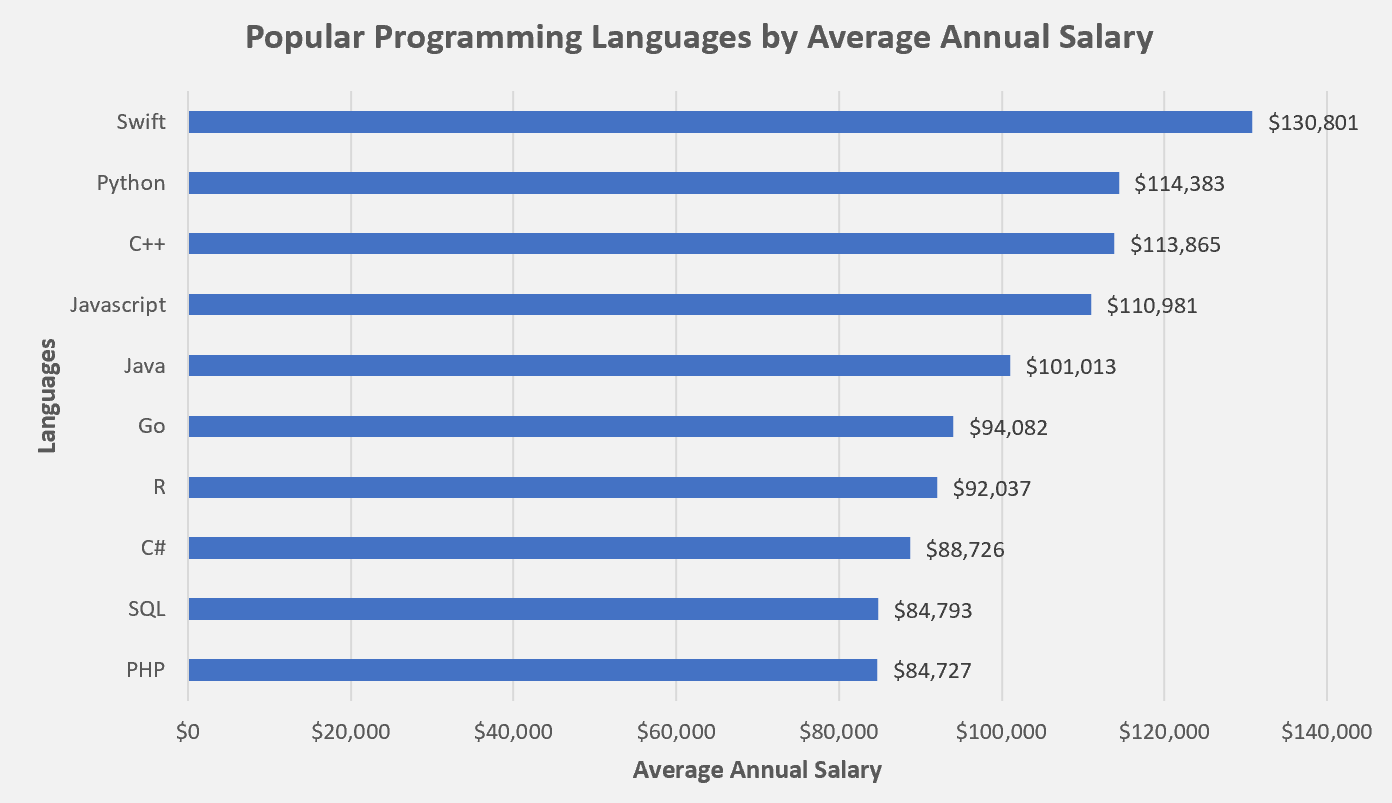 Popular Programming Languages by Average Annual Salary
Languages
Swift $130,801
Python $114,383
C++ $113,865
Javascript $110,981
Java $101,013
Go $94,082
R $92,037
C# $88,726
SQL $84,793
PHP $84,727
$0 $20,000 $40,000 $60,000 $80,000 $100,000 $120,000 $140,000
Average Annual Salary